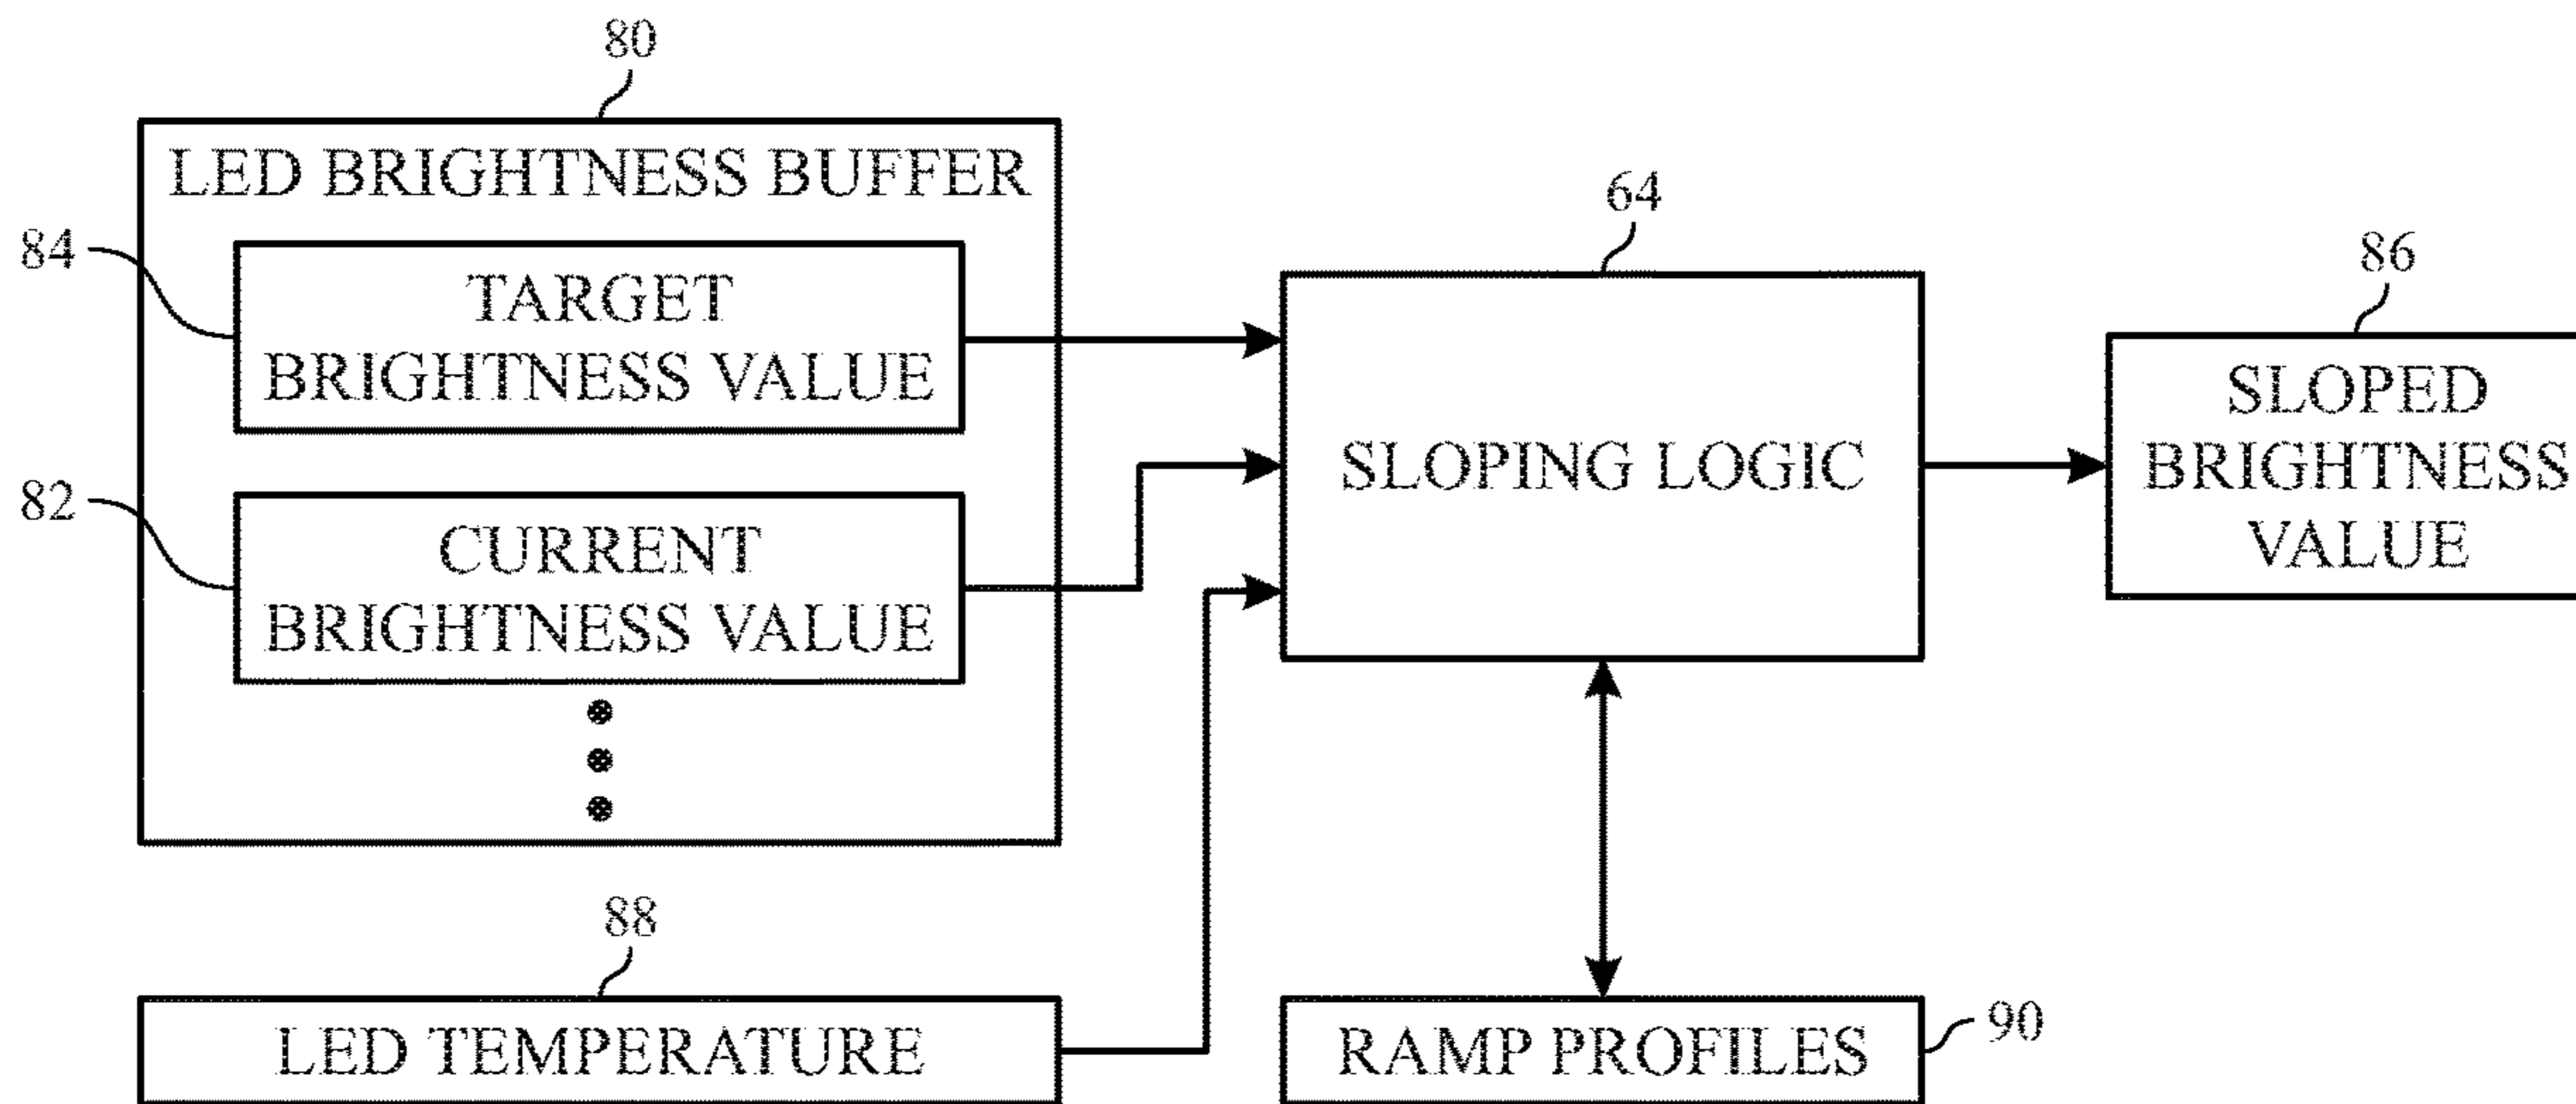 80
LED BRIGHTNESS BUFFER
84
TARGET
BRIGHTNESS VALUE
82
CURRENT
BRIGHTNESS VALUE
64
SLOPING LOGIC
86
SLOPED
BRIGHTNESS
VALUE
88
LED TEMPERATURE
RAMP PROFILES
90